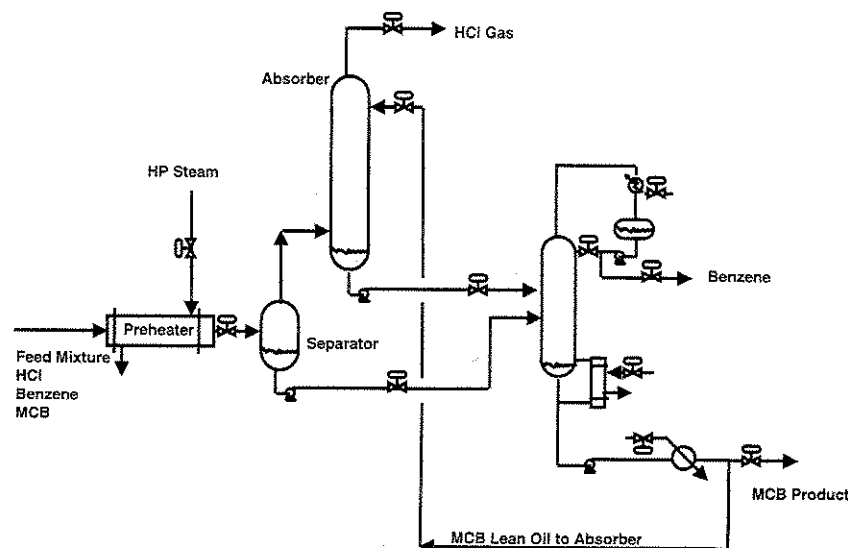 HCl Gas
Absorber
HP Steam
Benzene
Preheater
Separator
Feed Mixture
HCl
Benzene
MCB
MCB Product
MCB Lean Oil to Absorber